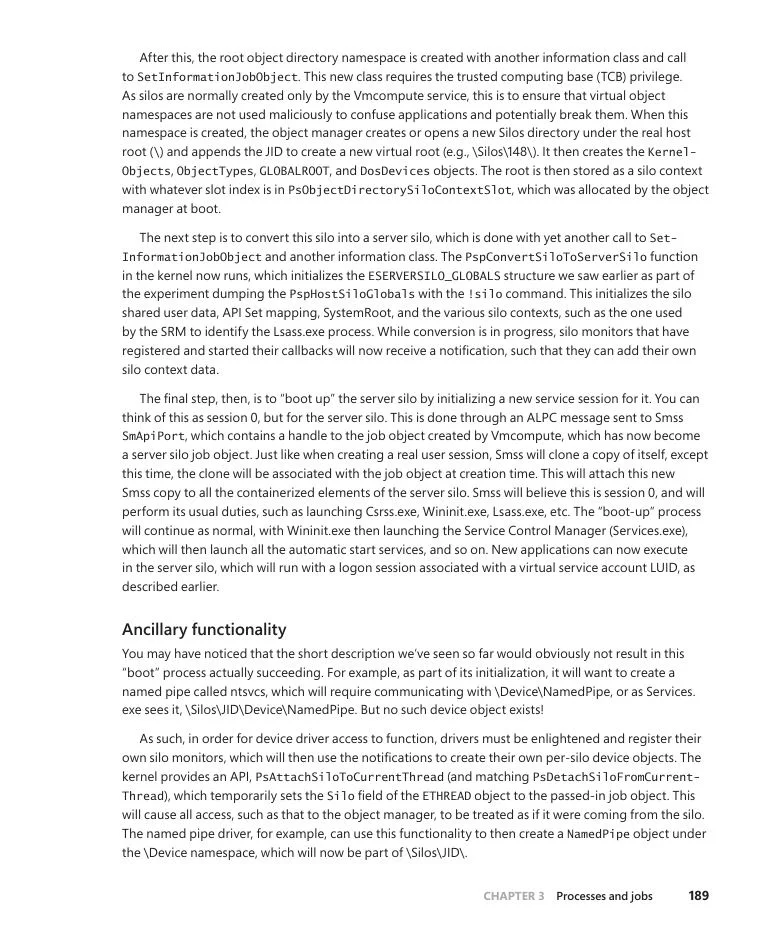 After this, the root object directory namespace is created with another information class and call
to SetInformationJobObject. This new class requires the trusted computing base (TCB) privilege.
As silos are normally created only by the Vmcompute service, this is to ensure that virtual object
namespaces are not used maliciously to confuse applications and potentially break them. When this
namespace is created, the object manager creates or opens a new Silos directory under the real host
root (\) and appends the JID to create a new virtual root (e.g., \Silos\148\). It then creates the Kernel-
Objects, ObjectTypes, GLOBALROOT, and DosDevices objects. The root is then stored as a silo context
with whatever slot index is in PsObjectDirectorySiloContextSlot, which was allocated by the object
manager at boot.
The next step is to convert this silo into a server silo, which is done with yet another call to Set-
InformationJobObject and another information class. The PspConvertSiloToServerSilo function
in the kernel now runs, which initializes the ESERVERSILO_GLOBALS structure we saw earlier as part of
the experiment dumping the PspHostSiloGlobals with the !silo command. This initializes the silo
shared user data, API Set mapping, SystemRoot, and the various silo contexts, such as the one used
by the SRM to identify the Lsass.exe process. While conversion is in progress, silo monitors that have
registered and started their callbacks will now receive a notification, such that they can add their own
silo context data.
The final step, then, is to “boot up” the server silo by initializing a new service session for it. You can
think of this as session 0, but for the server silo. This is done through an ALPC message sent to Smss
SmApiPort, which contains a handle to the job object created by Vmcompute, which has now become
a server silo job object. Just like when creating a real user session, Smss will clone a copy of itself, except
this time, the clone will be associated with the job object at creation time. This will attach this new
Smss copy to all the containerized elements of the server silo. Smss will believe this is session 0, and will
perform its usual duties, such as launching Csrss.exe, Wininit.exe, Lsass.exe, etc. The “boot-up” process
will continue as normal, with Wininit.exe then launching the Service Control Manager (Services.exe),
which will then launch all the automatic start services, and so on. New applications can now execute
in the server silo, which will run with a logon session associated with a virtual service account LUID, as
described earlier.
Ancillary functionality
You may have noticed that the short description we’ve seen so far would obviously not result in this
“boot” process actually succeeding. For example, as part of its initialization, it will want to create a
named pipe called ntsvcs, which will require communicating with \Device\NamedPipe, or as Services.
exe sees it, \Silos\JID\Device\NamedPipe. But no such device object exists!
As such, in order for device driver access to function, drivers must be enlightened and register their
own silo monitors, which will then use the notifications to create their own per-silo device objects. The
kernel provides an API, PsAttachSiloToCurrentThread (and matching PsDetachSiloFromCurrent-
Thread), which temporarily sets the Silo field of the ETHREAD object to the passed-in job object. This
will cause all access, such as that to the object manager, to be treated as if it were coming from the silo.
The named pipe driver, for example, can use this functionality to then create a NamedPipe object under
the \Device namespace, which will now be part of \Silos\JID\.
CHAPTER 3 Processes and jobs 189